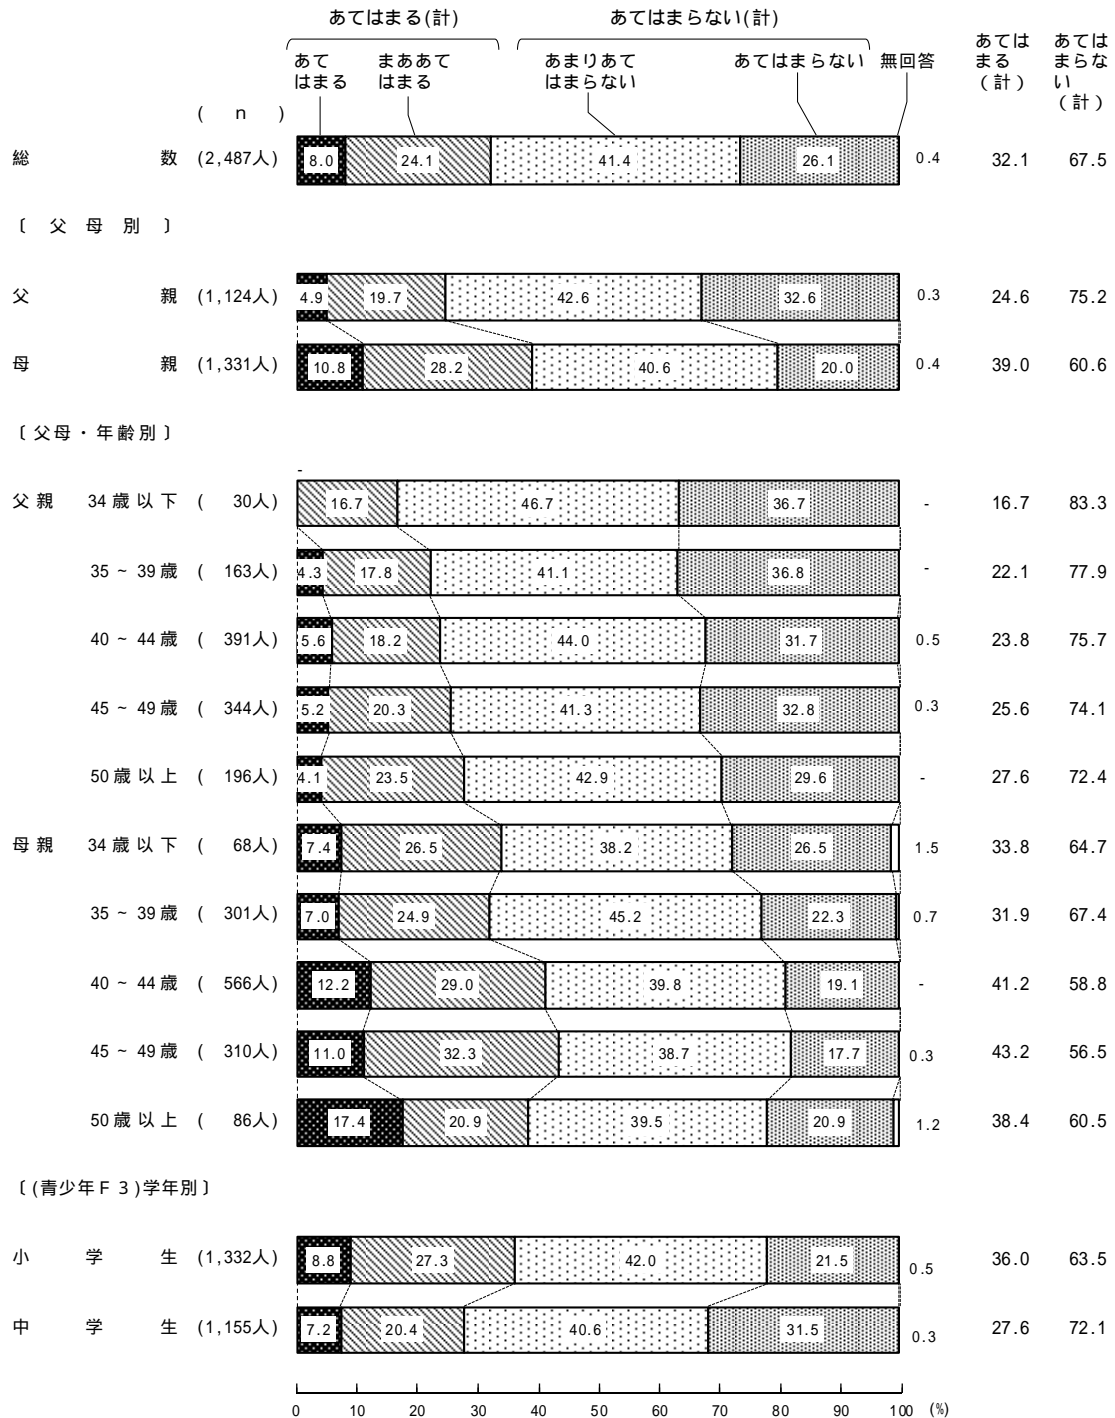 あてはまる(計) あてはまらない(計)
あて
はまる
まああて
はまる
あまりあて
はまらない
あてはまらない
無回答
あては
まる
(計)
あては
まらな
い
(計)
( n )
総 数 (2,487人) 8.0 24.1 41.4 26.1 0.4 32.1 67.5
〔 父 母 別 〕
父 親 (1,124人) 4.9 19.7 42.6 32.6 0.3 24.6 75.2
母 親 (1,331人) 10.8 28.2 40.6 20.0 0.4 39.0 60.6
〔父母・年齢別〕
-
父親 34歳以下 ( 30人) 16.7 46.7 36.7 - 16.7 83.3
35～39歳 ( 163人) 4.3 17.8 41.1 36.8 - 22.1 77.9
40～44歳 ( 391人) 5.6 18.2 44.0 31.7 0.5 23.8 75.7
45～49歳 ( 344人) 5.2 20.3 41.3 32.8 0.3 25.6 74.1
50歳以上 ( 196人) 4.1 23.5 42.9 29.6 - 27.6 72.4
母親 34歳以下 ( 68人) 7.4 26.5 38.2 26.5 1.5 33.8 64.7
35～39歳 ( 301人) 7.0 24.9 45.2 22.3 0.7 31.9 67.4
40～44歳 ( 566人) 12.2 29.0 39.8 19.1 - 41.2 58.8
45～49歳 ( 310人) 11.0 32.3 38.7 17.7 0.3 43.2 56.5
50歳以上 ( 86人) 17.4 20.9 39.5 20.9 1.2 38.4 60.5
〔(青少年F3)学年別〕
小 学 生 (1,332人) 8.8 27.3 42.0 21.5 0.5 36.0 63.5
中 学 生 (1,155人) 7.2 20.4 40.6 31.5 0.3 27.6 72.1
0 10 20 30 40 50 60 70 80 90 100 (%)